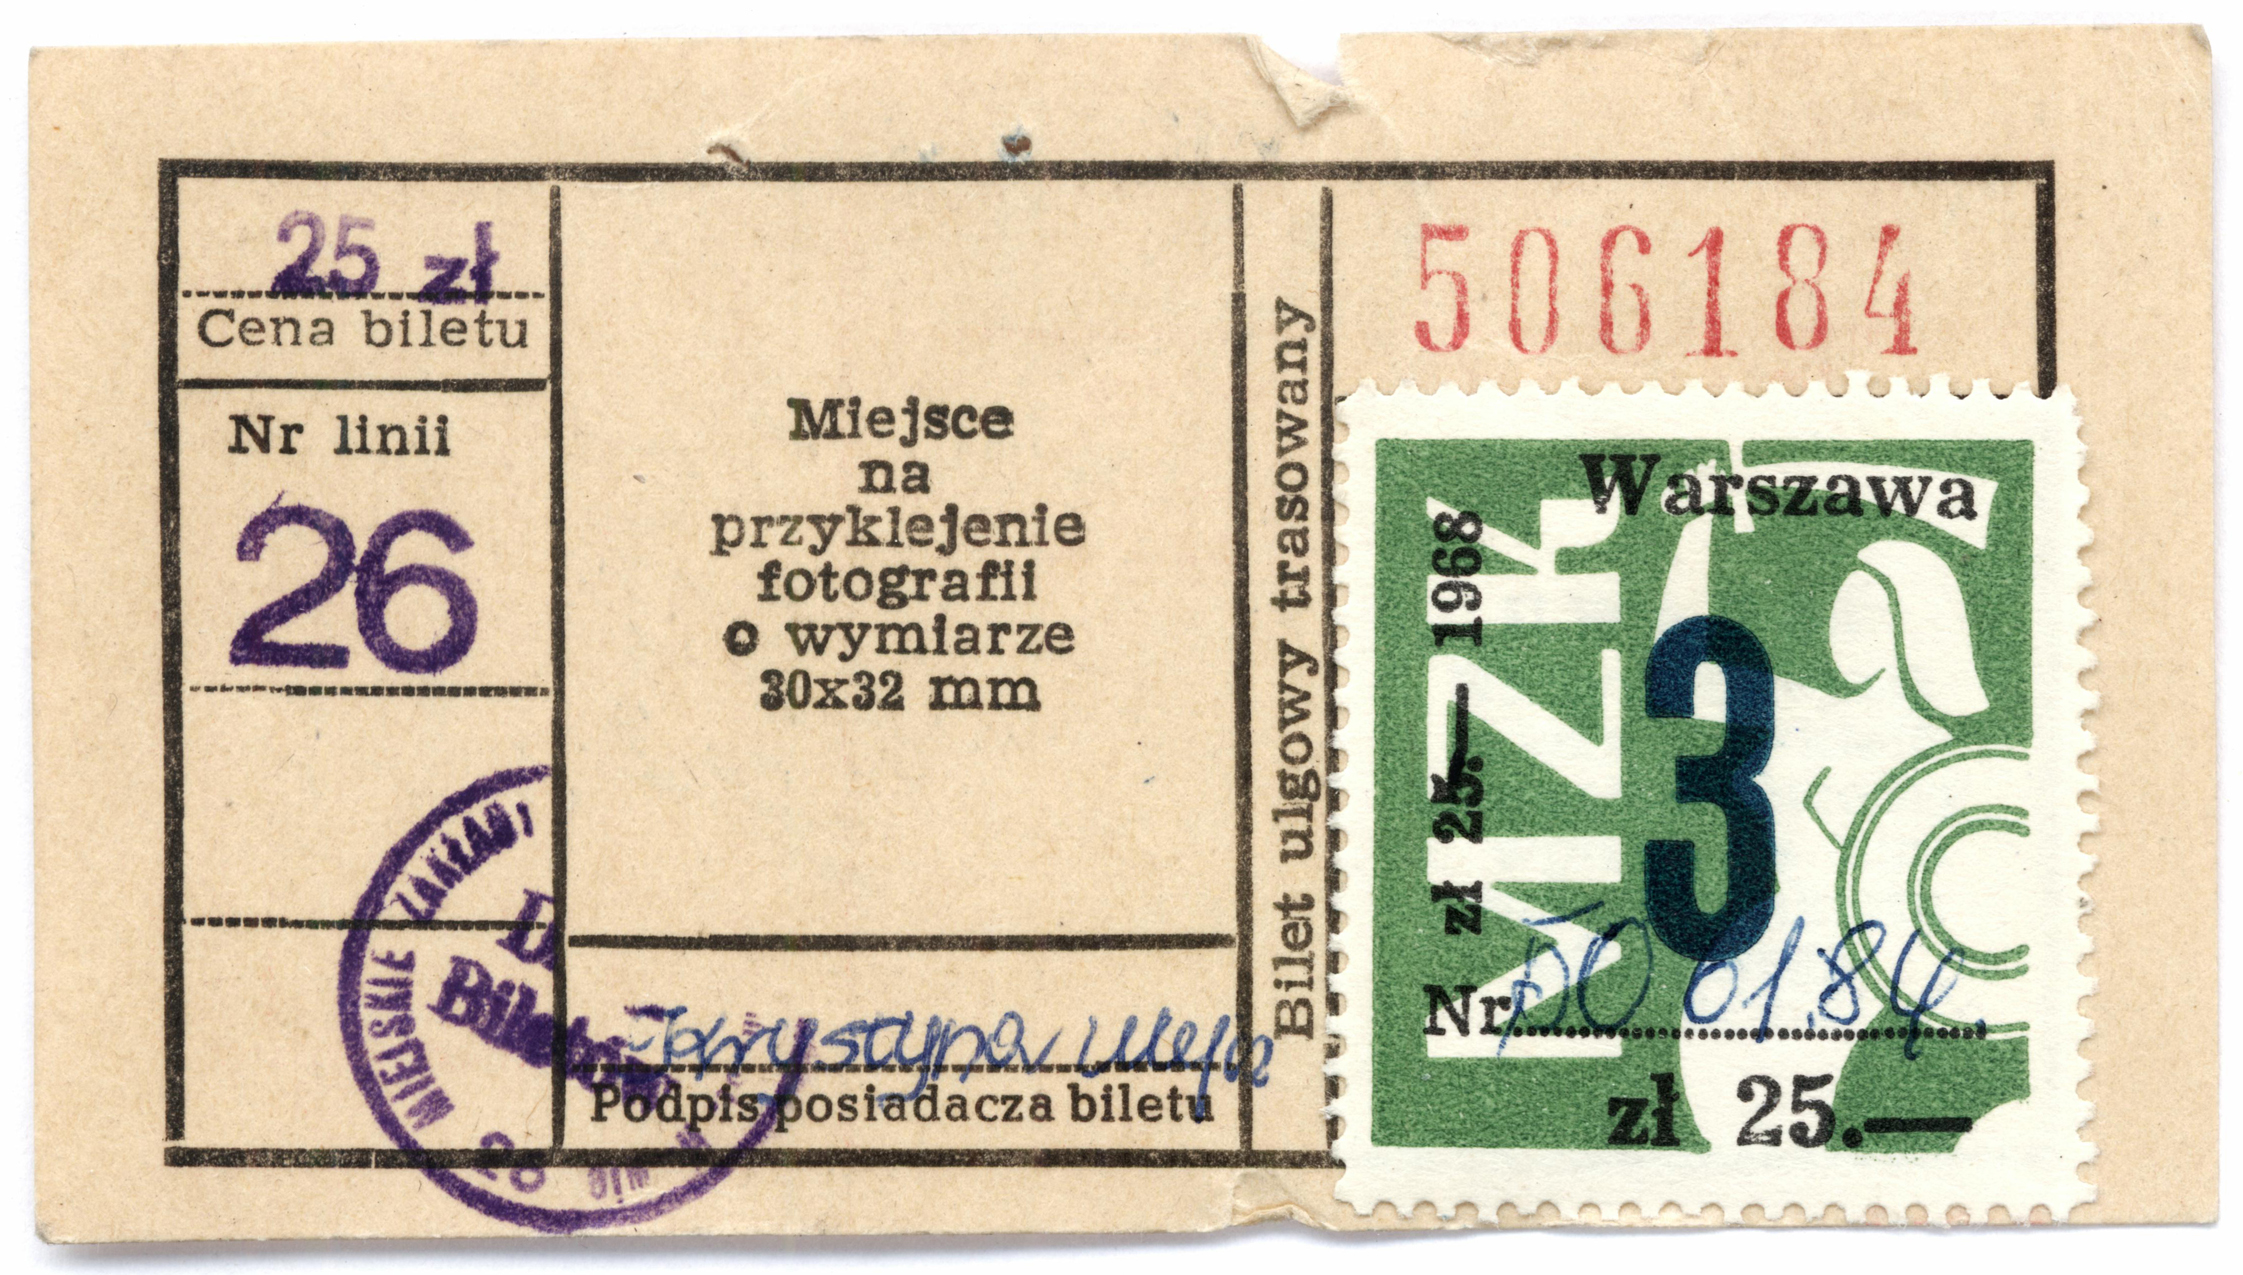 25 zł
Cena biletu
Nr linii
26
MIEJSKIE ZAKŁADY
Miejsce
na
przyklejenie
fotografii
o wymiarze
30x32 mm
Krystyna
Podpis posiadacza biletu
Bilet ulgowy trasowany
506184
Warszawa
MZK
zł 25.— 1968
3
Nr 506184
zł 25.—